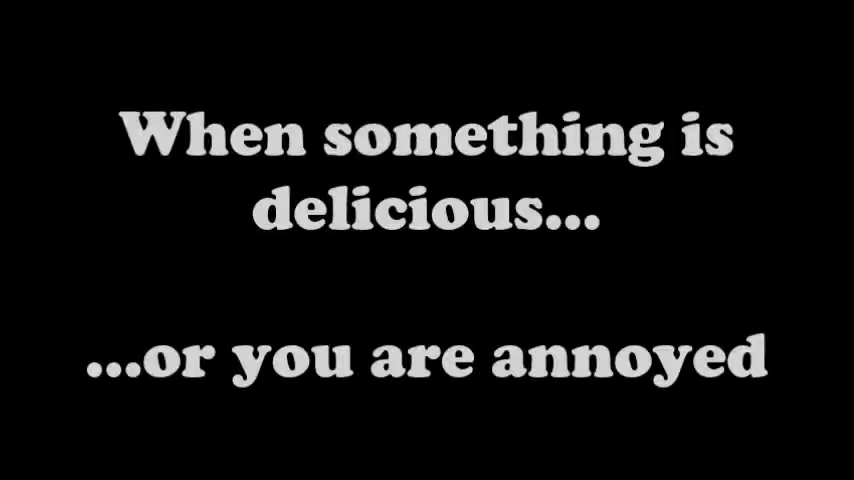 When something is
delicious...
...or you are annoyed